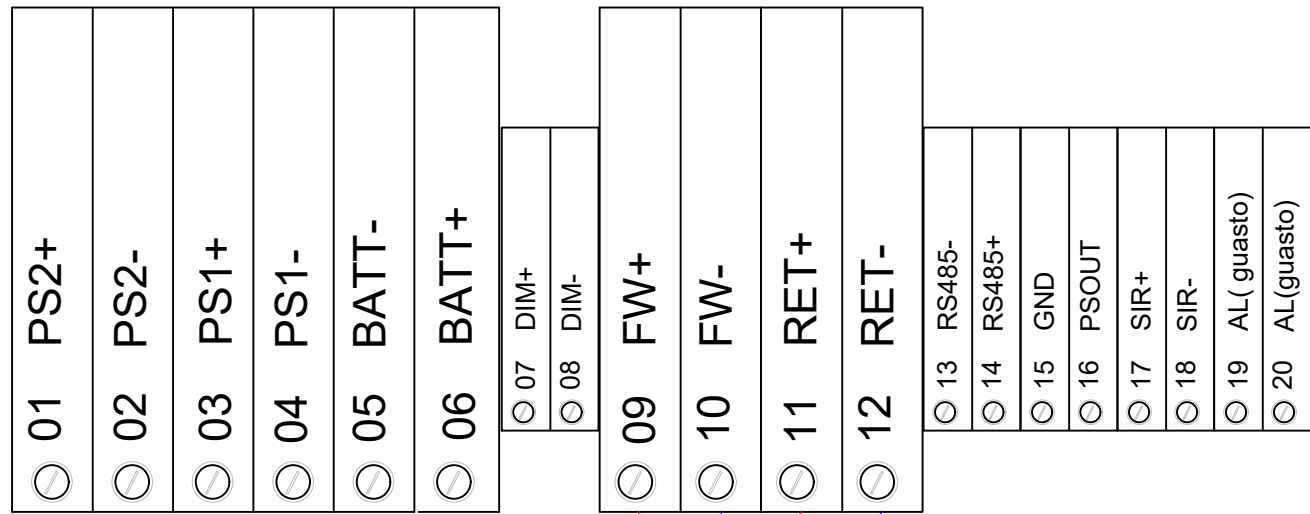 01 PS2+
02 PS2-
03 PS1+
04 PS1-
05 BATT-
06 BATT+
07 DIM+
08 DIM-
09 FW+
10 FW-
11 RET+
12 RET-
13 RS485-
14 RS485+
15 GND
16 PSOUT
17 SIR+
18 SIR-
19 AL( guasto)
20 AL(guasto)